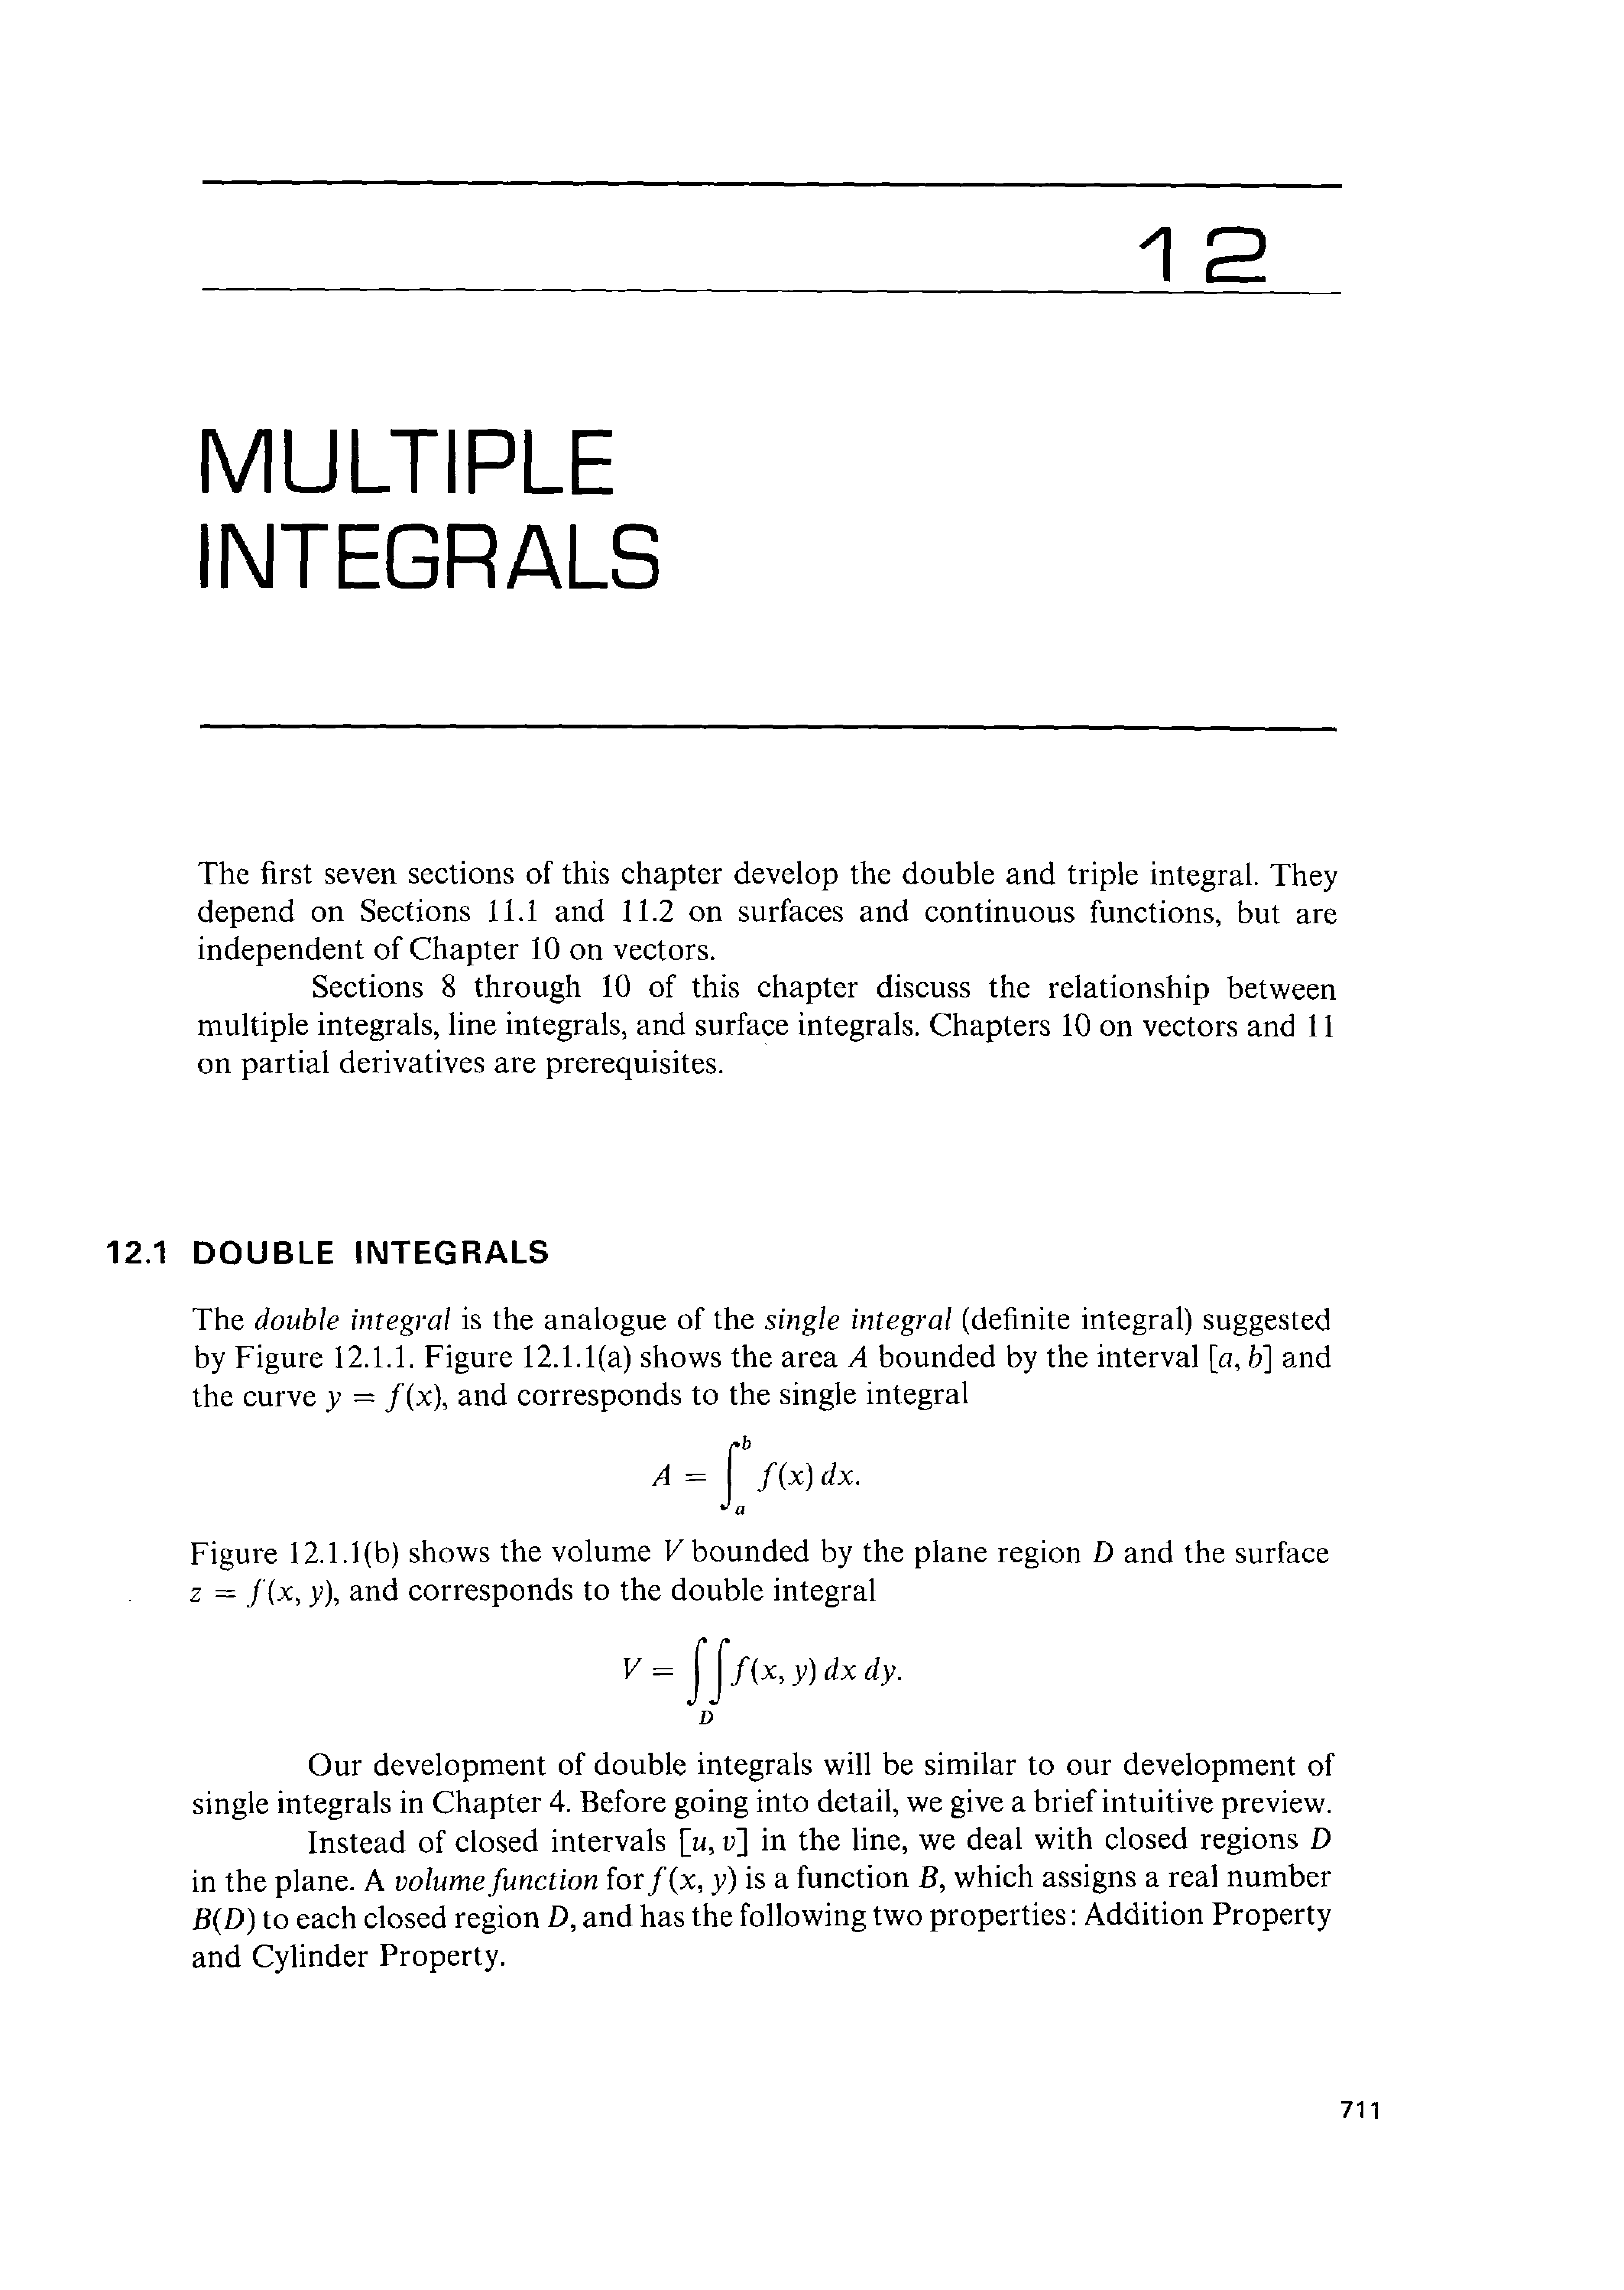 12
MULTIPLE
INTEGRALS
The first seven sections of this chapter develop the double and triple integral. They
depend on Sections 11.1 and 11.2 on surfaces and continuous functions, but are
independent of Chapter 10 on vectors.
Sections 8 through 10 of this chapter discuss the relationship between
multiple integrals, line integrals, and surface integrals. Chapters 10 on vectors and 11
on partial derivatives are prerequisites.
12.1 DOUBLE INTEGRALS
The double integral is the analogue of the single integral (definite integral) suggested
by Figure 12.1.1. Figure 12.1.1(a) shows the area A bounded by the interval [a, b] and
the curve y = f(x), and corresponds to the single integral
A = ∫_a^b f(x) dx.
Figure 12.1.1(b) shows the volume V bounded by the plane region D and the surface
z = f(x, y), and corresponds to the double integral
V = ∬_D f(x, y) dx dy.
Our development of double integrals will be similar to our development of
single integrals in Chapter 4. Before going into detail, we give a brief intuitive preview.
Instead of closed intervals [u, v] in the line, we deal with closed regions D
in the plane. A volume function for f(x, y) is a function B, which assigns a real number
B(D) to each closed region D, and has the following two properties: Addition Property
and Cylinder Property.
711